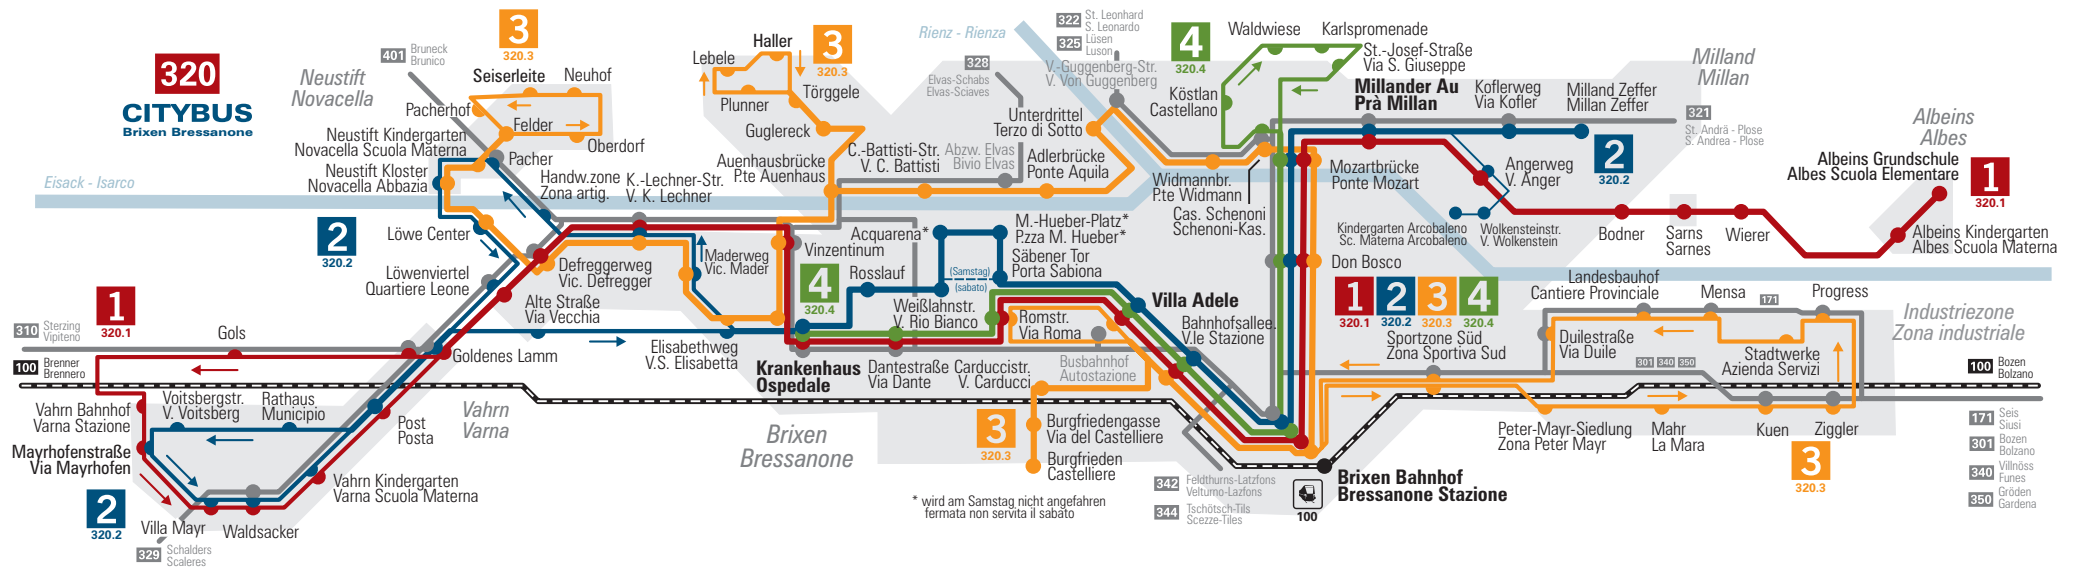 320
CITYBUS
Brixen Bressanone
Neustift
Novacella
401
Bruneck
Brunico
3
320.3
Seiserleite
Neuhof
Pacherhof
Felder
Oberdorf
Neustift Kindergarten
Novacella Scuola Materna
Pacher
Neustift Kloster
Novacella Abbazia
Handw.zone
Zona artig.
K.-Lechner-Str.
V. K. Lechner
Eisack - Isarco
2
320.2
Löwe Center
Löwenviertel
Quartiere Leone
Defreggerweg
Vic. Defregger
Alte Straße
Via Vecchia
Maderweg
Vic. Mader
Elisabethweg
V.S. Elisabetta
Goldenes Lamm
1
320.1
310
Sterzing
Vipiteno
Gols
100
Brenner
Brennero
Vahrn Bahnhof
Varna Stazione
Voitsbergstr.
V. Voitsberg
Rathaus
Municipio
Post
Posta
Mayrhofenstraße
Via Mayrhofen
Vahrn Kindergarten
Varna Scuola Materna
2
320.2
Villa Mayr
Waldsacker
329
Schalders
Scaleres
Vahrn
Varna
Lebele
Haller
3
320.3
Plunner
Törggele
Guglereck
Auenhausbrücke
P.te Auenhaus
C.-Battisti-Str.
V. C. Battisti
Abzw. Elvas
Bivio Elvas
Adlerbrücke
Ponte Aquila
Unterdrittel
Terzo di Sotto
328
Elvas-Schabs
Elvas-Sciaves
Rienz - Rienza
322
St. Leonhard
S. Leonardo
325
Lüsen
Luson
V.-Guggenberg-Str.
V. Von Guggenberg
4
320.4
Waldwiese
Karlspromenade
St.-Josef-Straße
Via S. Giuseppe
Köstlan
Castellano
Millander Au
Prà Millan
Koflerweg
Via Kofler
Milland Zeffer
Millan Zeffer
Milland
Millan
321
St. Andrä - Plose
S. Andrea - Plose
2
320.2
Widmannbr.
P.te Widmann
Cas. Schenoni
Schenoni-Kas.
Mozartbrücke
Ponte Mozart
Angerweg
V. Anger
Kindergarten Arcobaleno
Sc. Materna Arcobaleno
Wolkensteinstr.
V. Wolkenstein
Bodner
Sarns
Sarnes
Wierer
Albeins
Albes
Albeins Grundschule
Albes Scuola Elementare
1
320.1
Albeins Kindergarten
Albes Scuola Materna
Acquarena*
Vinzentinum
M.-Hueber-Platz*
P.zza M. Hueber*
Säbener Tor
Porta Sabiona
(Samstag)
(sabato)
4
320.4
Rosslauf
Weißlahnstr.
V. Rio Bianco
Romstr.
Via Roma
Villa Adele
Bahnhofsallee.
V.le Stazione
Don Bosco
1
320.1
2
320.2
3
320.3
4
320.4
Sportzone Süd
Zona Sportiva Sud
Krankenhaus
Ospedale
Dantestraße
Via Dante
Carduccistr.
V. Carducci
Busbahnhof
Autostazione
Brixen
Bressanone
3
320.3
Burgfriedengasse
Via del Castelliere
Burgfrieden
Castelliere
* wird am Samstag nicht angefahren
fermata non servita il sabato
342
Feldthurns-Latzfons
Velturno-Lazfons
344
Tschötsch-Tils
Scezze-Tiles
100
Brixen Bahnhof
Bressanone Stazione
Landesbauhof
Cantiere Provinciale
Mensa
171
Progress
Industriezone
Zona industriale
Duilestraße
Via Duile
Stadtwerke
Azienda Servizi
301
340
350
100
Bozen
Bolzano
Peter-Mayr-Siedlung
Zona Peter Mayr
Mahr
La Mara
Kuen
Ziggler
3
320.3
171
Seis
Siusi
301
Bozen
Bolzano
340
Villnöss
Funes
350
Gröden
Gardena